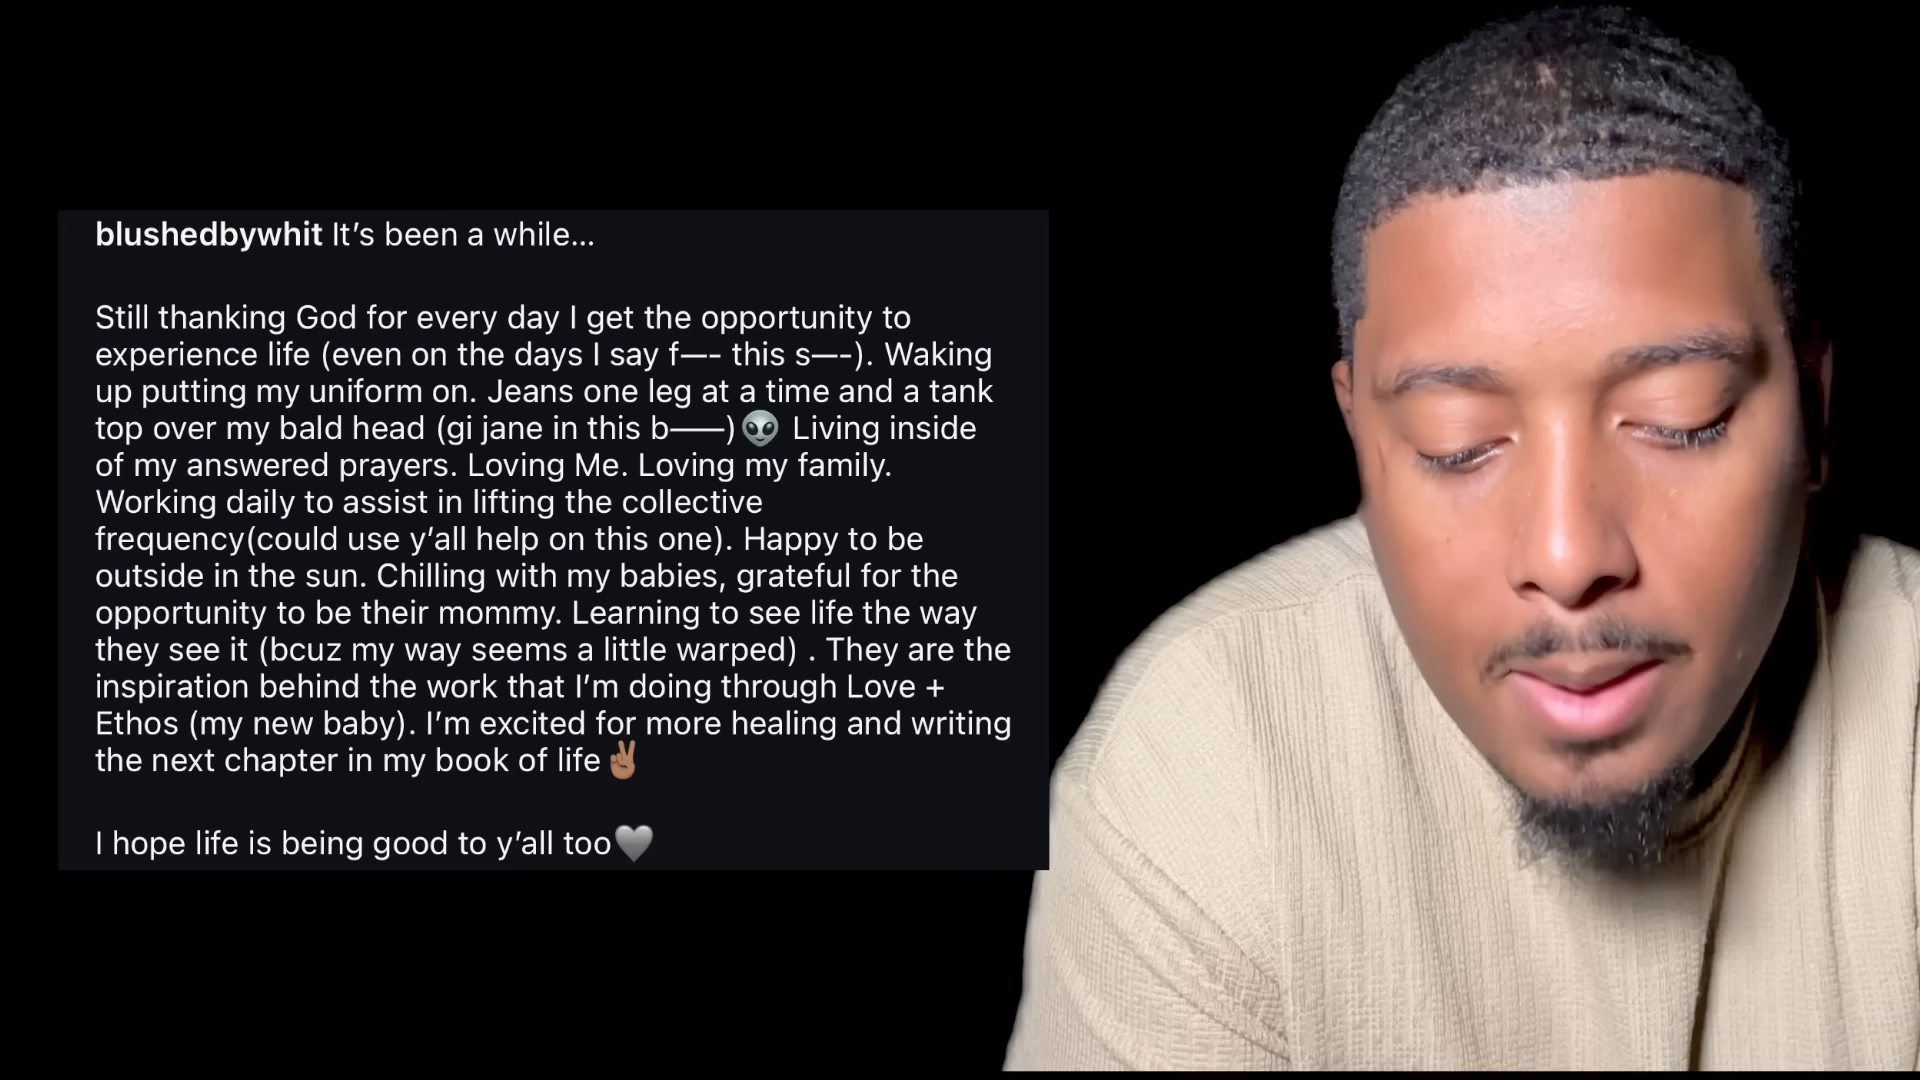 blushedbywhit It’s been a while...
Still thanking God for every day I get the opportunity to
experience life (even on the days I say f—- this s—-). Waking
up putting my uniform on. Jeans one leg at a time and a tank
top over my bald head (gi jane in this b——)👽 Living inside
of my answered prayers. Loving Me. Loving my family.
Working daily to assist in lifting the collective
frequency(could use y’all help on this one). Happy to be
outside in the sun. Chilling with my babies, grateful for the
opportunity to be their mommy. Learning to see life the way
they see it (bcuz my way seems a little warped) . They are the
inspiration behind the work that I’m doing through Love +
Ethos (my new baby). I’m excited for more healing and writing
the next chapter in my book of life✌🏽
I hope life is being good to y’all too🩶